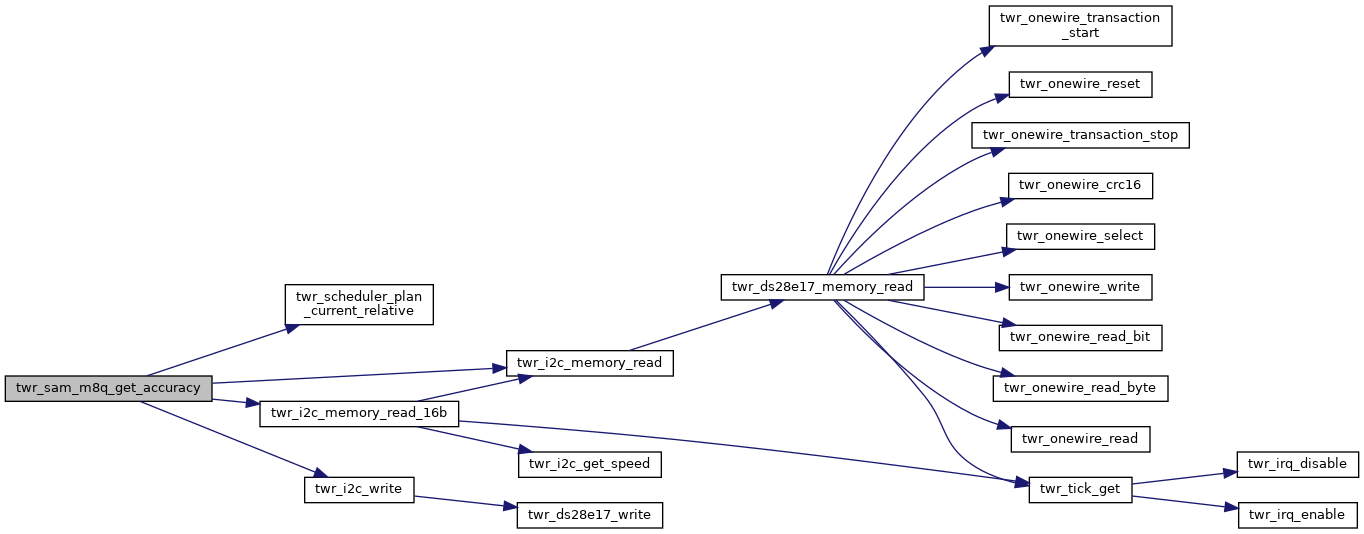 twr_sam_m8q_get_accuracy
twr_scheduler_plan
_current_relative
twr_i2c_memory_read
twr_i2c_memory_read_16b
twr_i2c_get_speed
twr_i2c_write
twr_ds28e17_write
twr_ds28e17_memory_read
twr_onewire_transaction
_start
twr_onewire_reset
twr_onewire_transaction_stop
twr_onewire_crc16
twr_onewire_select
twr_onewire_write
twr_onewire_read_bit
twr_onewire_read_byte
twr_onewire_read
twr_tick_get
twr_irq_disable
twr_irq_enable